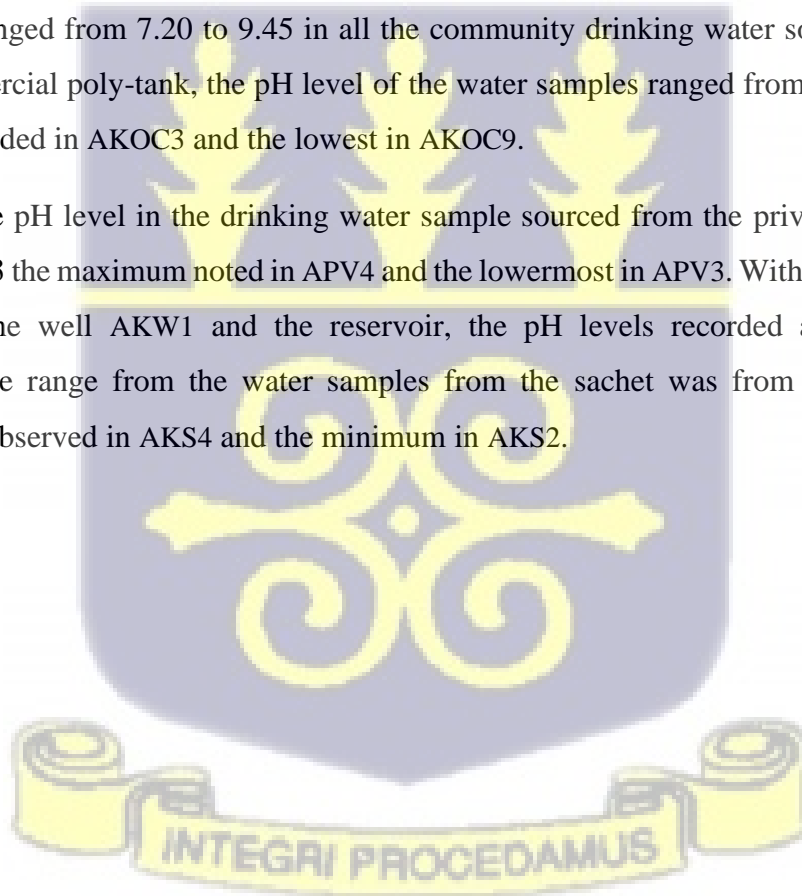 nged from 7.20 to 9.45 in all the community drinking water so
ercial poly-tank, the pH level of the water samples ranged from
ded in AKOC3 and the lowest in AKOC9.
e pH level in the drinking water sample sourced from the priv
3 the maximum noted in APV4 and the lowermost in APV3. With
ne well AKW1 and the reservoir, the pH levels recorded a
e range from the water samples from the sachet was from
bserved in AKS4 and the minimum in AKS2.
INTEGRI PROCEDAMUS